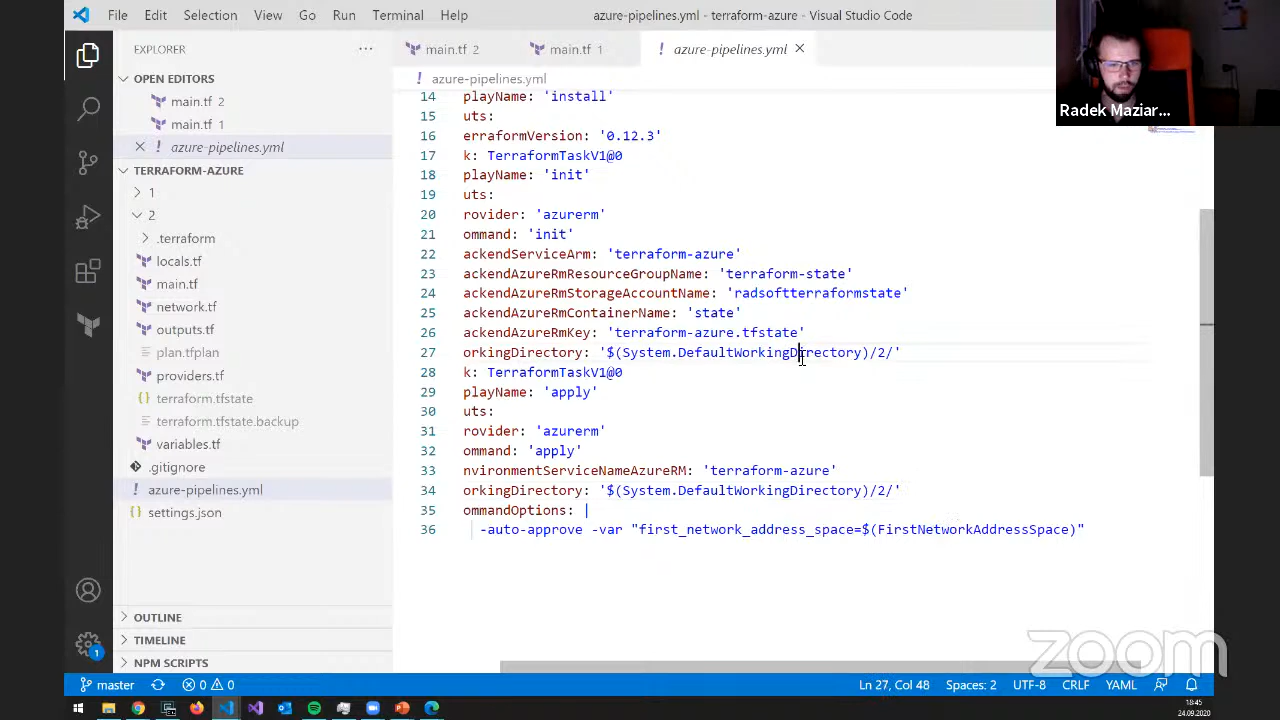 File Edit Selection View Go Run Terminal Help azure-pipelines.yml - terraform-azure - Visual Studio Code
EXPLORER
main.tf 2 main.tf 1 azure-pipelines.yml
OPEN EDITORS
main.tf 2
main.tf 1
azure-pipelines.yml
TERRAFORM-AZURE
1
2
.terraform
locals.tf
main.tf
network.tf
outputs.tf
plan.tfplan
providers.tf
terraform.tfstate
terraform.tfstate.backup
variables.tf
.gitignore
azure-pipelines.yml
settings.json
OUTLINE
TIMELINE
NPM SCRIPTS
azure-pipelines.yml
14 playName: 'install'
15 uts:
16 erraformVersion: '0.12.3'
17 k: TerraformTaskV1@0
18 playName: 'init'
19 uts:
20 rovider: 'azurerm'
21 ommand: 'init'
22 ackendServiceArm: 'terraform-azure'
23 ackendAzureRmResourceGroupName: 'terraform-state'
24 ackendAzureRmStorageAccountName: 'radsoftterraformstate'
25 ackendAzureRmContainerName: 'state'
26 ackendAzureRmKey: 'terraform-azure.tfstate'
27 orkingDirectory: '$(System.DefaultWorkingDirectory)/2/'
28 k: TerraformTaskV1@0
29 playName: 'apply'
30 uts:
31 rovider: 'azurerm'
32 ommand: 'apply'
33 nvironmentServiceNameAzureRM: 'terraform-azure'
34 orkingDirectory: '$(System.DefaultWorkingDirectory)/2/'
35 ommandOptions: |
36 -auto-approve -var "first_network_address_space=$(FirstNetworkAddressSpace)"
Radek Maziar...
zoom
1
master 0 0 Ln 27, Col 48 Spaces: 2 UTF-8 CRLF YAML
18:45
24.09.2020